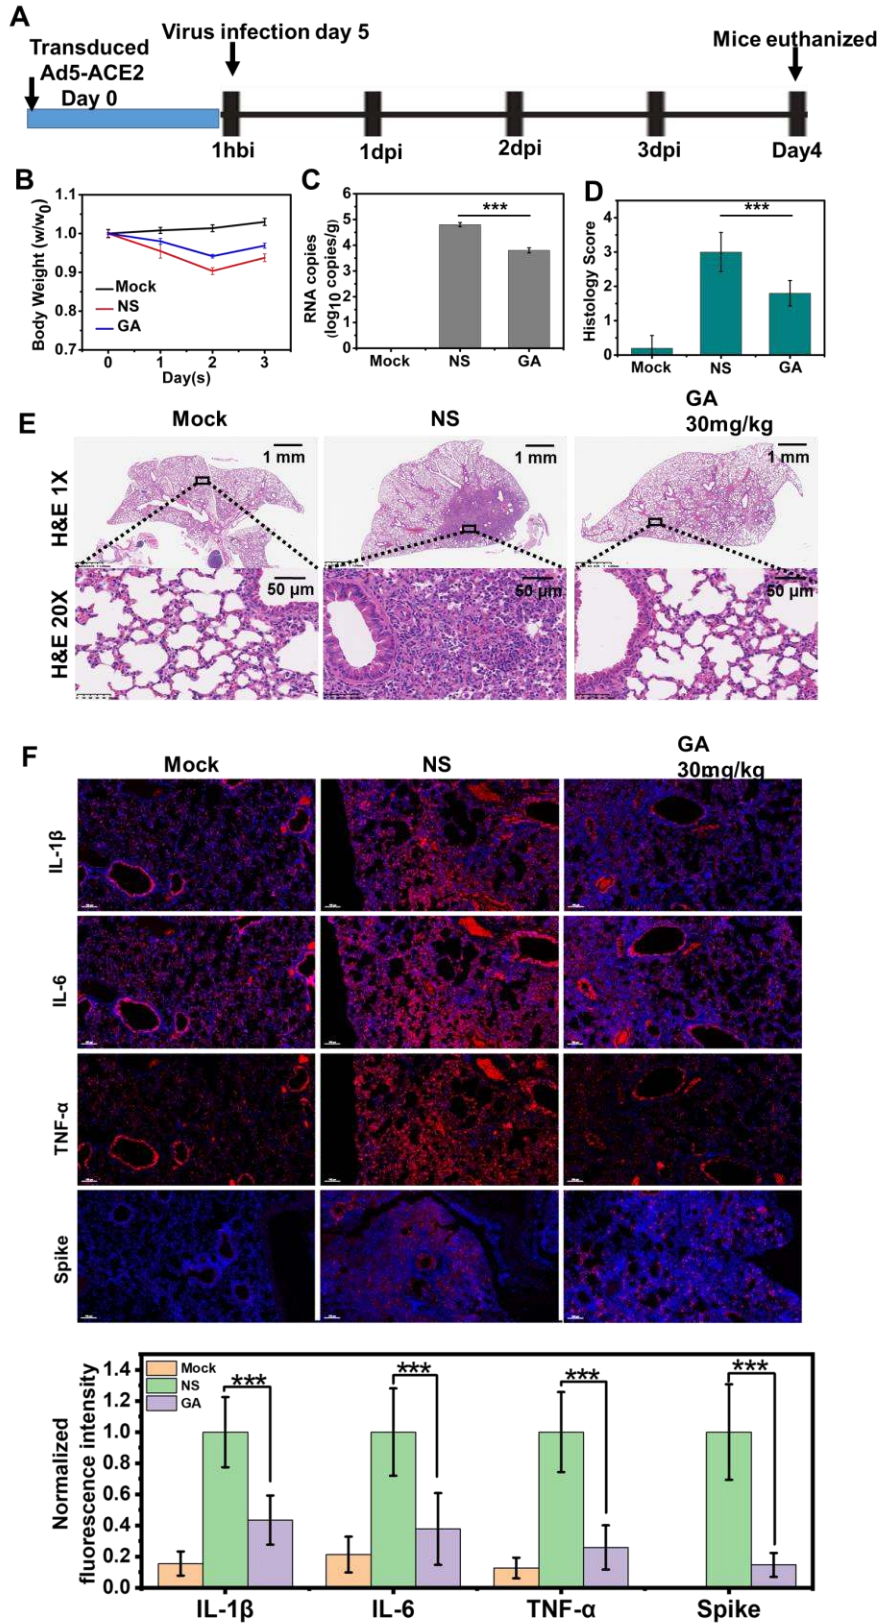 A
Virus infection day 5
Mice euthanized
Transduced
Ad5-ACE2
Day 0
1hbi
1dpi
2dpi
3dpi
Day4
B
Body Weight (w/w0)
1.1
1.0
0.9
0.8
0.7
Mock
NS
GA
0
1
2
3
Day(s)
C
RNA copies
(log10 copies/g)
6
5
4
3
2
1
0
***
Mock
NS
GA
D
Histology Score
4
3
2
1
0
***
Mock
NS
GA
E
Mock
NS
GA
30mg/kg
H&E 1X
1 mm
1 mm
1 mm
H&E 20X
50 µm
50 µm
50 µm
F
Mock
NS
GA
30mg/kg
IL-1β
IL-6
TNF-α
Spike
Normalized
fluorescence intensity
1.4
1.2
1.0
0.8
0.6
0.4
0.2
0.0
Mock
NS
GA
***
***
***
***
IL-1β
IL-6
TNF-α
Spike